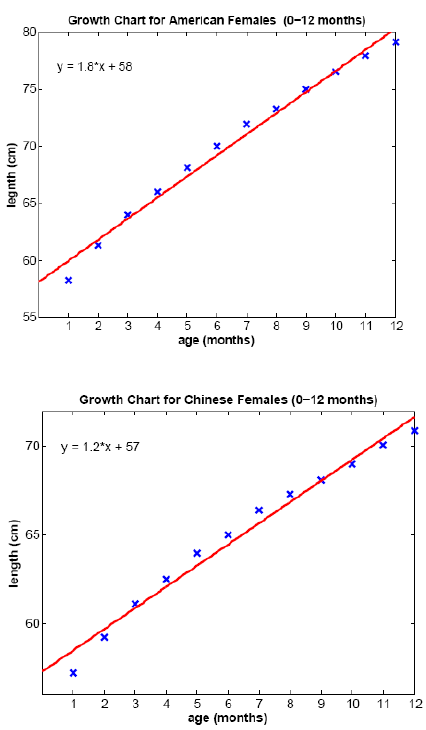 Growth Chart for American Females (0−12 months)
80
y = 1.8*x + 58
75
70
65
60
55
legnth (cm)
1 2 3 4 5 6 7 8 9 10 11 12
age (months)
Growth Chart for Chinese Females (0−12 months)
y = 1.2*x + 57
70
65
60
length (cm)
1 2 3 4 5 6 7 8 9 10 11 12
age (months)